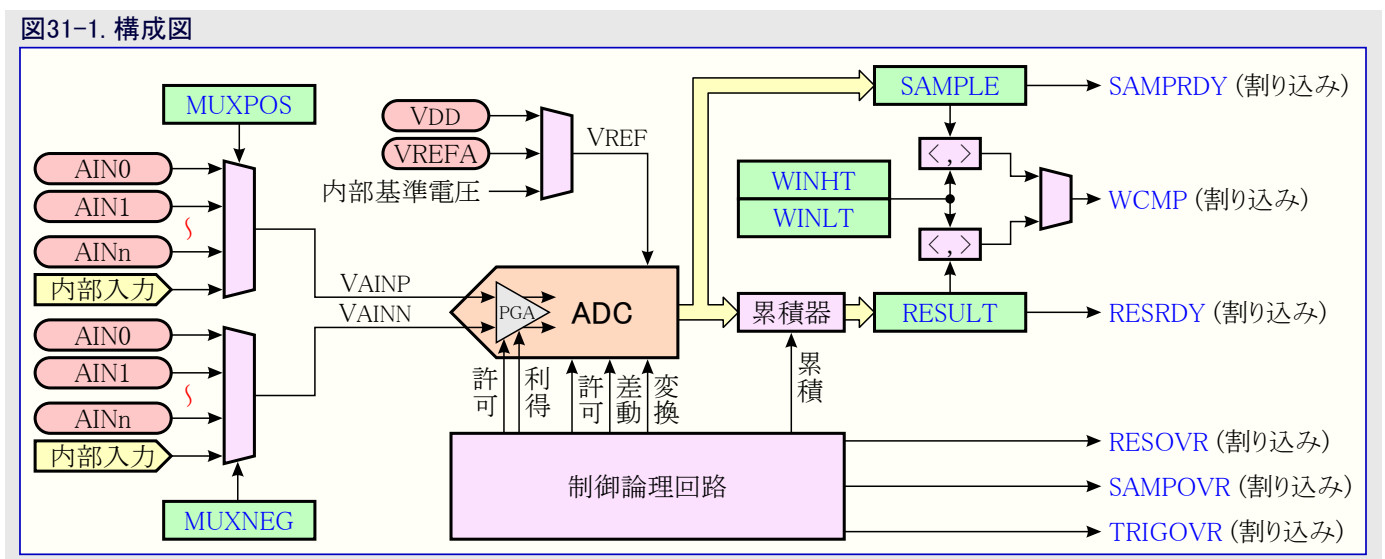 図31-1. 構成図
MUXPOS
AIN0
AIN1
AINn
内部入力
AIN0
AIN1
AINn
内部入力
MUXNEG
VDD
VREFA
内部基準電圧
VREF
VAINP
VAINN
PGA
ADC
許可
利得
許可
差動
変換
累積
制御論理回路
累積器
SAMPLE
< , >
WINHT
WINLT
< , >
RESULT
SAMPRDY (割り込み)
WCMP (割り込み)
RESRDY (割り込み)
RESOVR (割り込み)
SAMPOVR (割り込み)
TRIGOVR (割り込み)